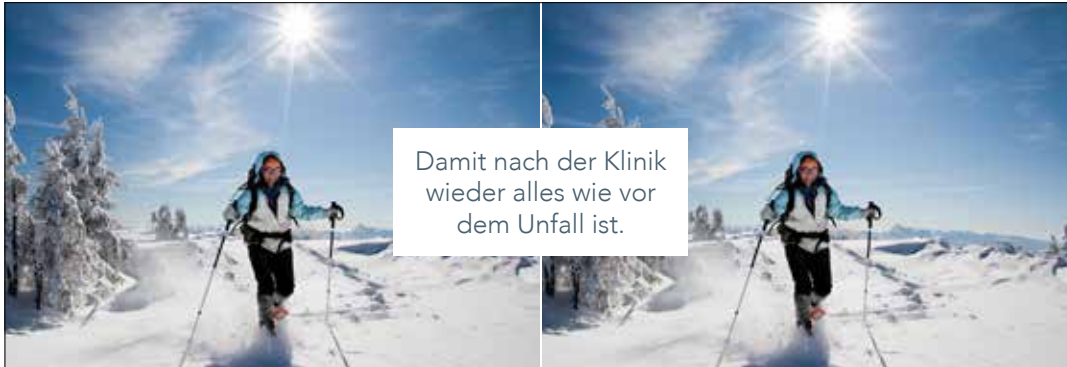 Damit nach der Klinik
wieder alles wie vor
dem Unfall ist.